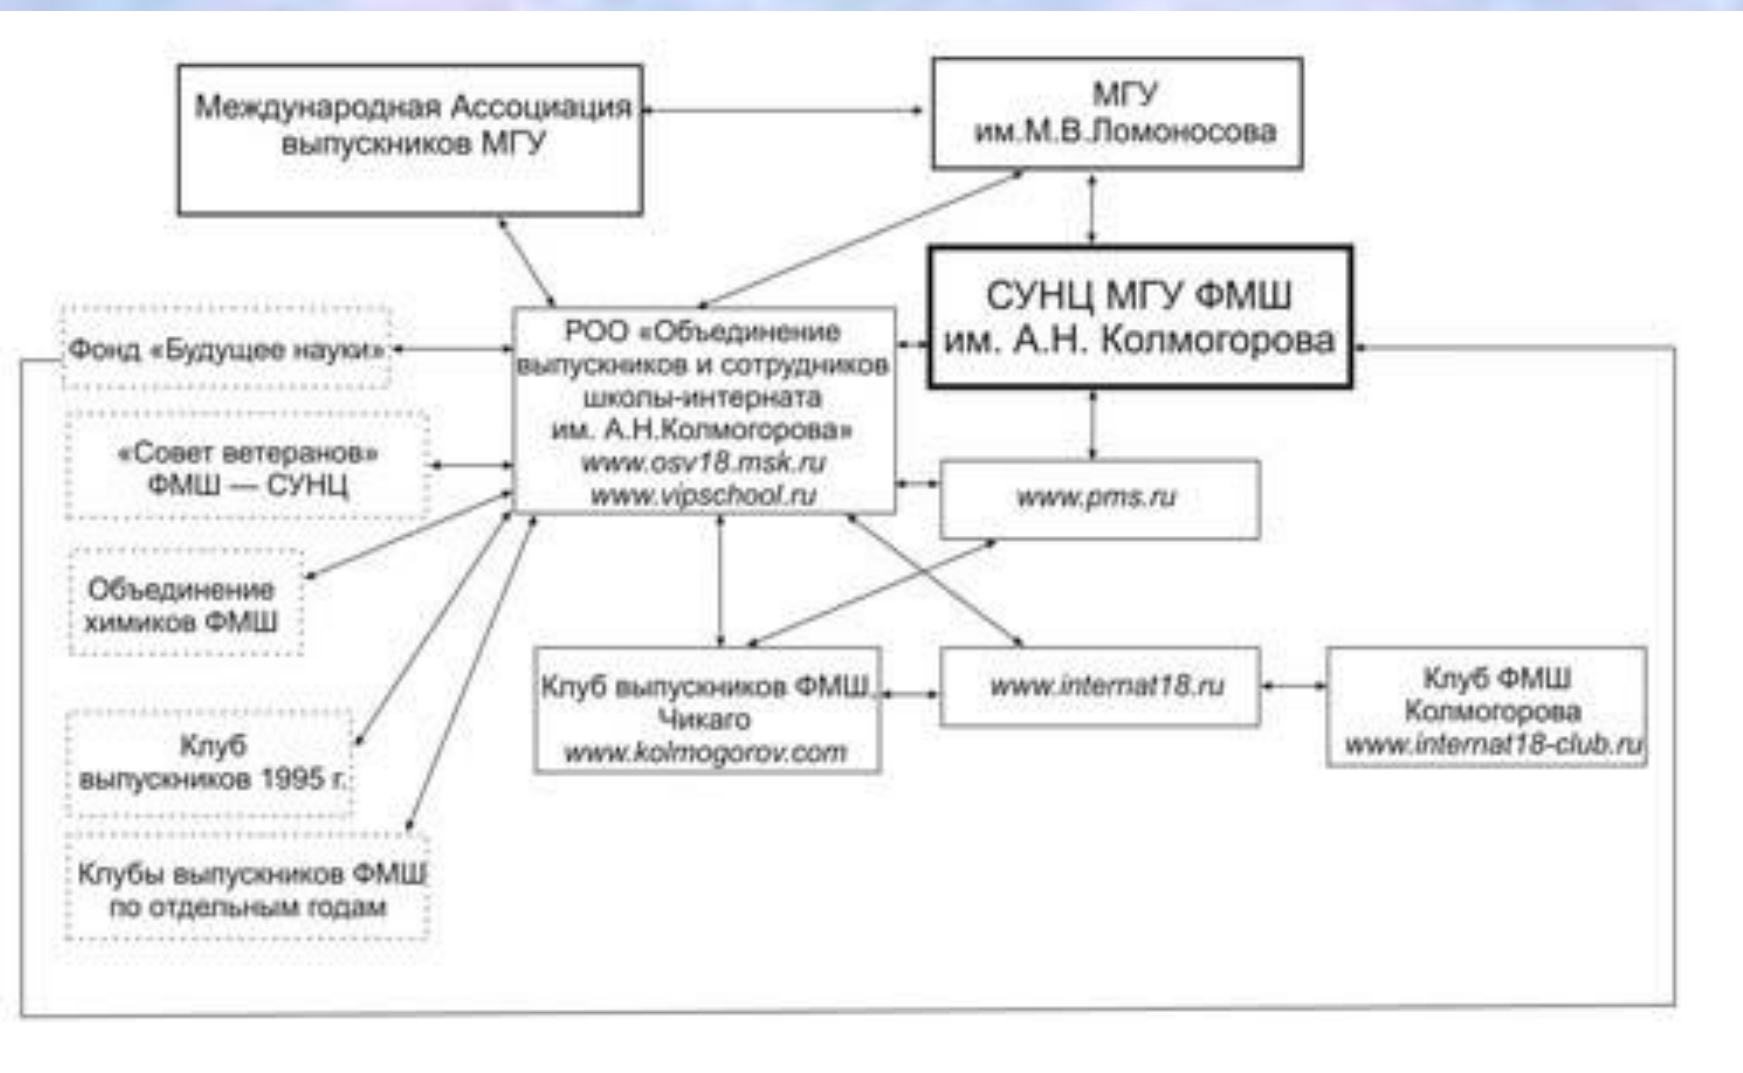 Международная Ассоциация
выпускников МГУ
МГУ
им.М.В.Ломоносова
СУНЦ МГУ ФМШ
им. А.Н. Колмогорова
РОО «Объединение
выпускников и сотрудников
школы-интерната
им. А.Н.Колмогорова»
www.osv18.msk.ru
www.vipschool.ru
Фонд «Будущее науки»
«Совет ветеранов»
ФМШ — СУНЦ
www.pms.ru
Объединение
химиков ФМШ
Клуб
выпускников 1995 г.
Клубы выпускников ФМШ
по отдельным годам
Клуб выпускников ФМШ.
Чикаго
www.kolmogorov.com
www.internat18.ru
Клуб ФМШ
Колмогорова
www.internat18-club.ru